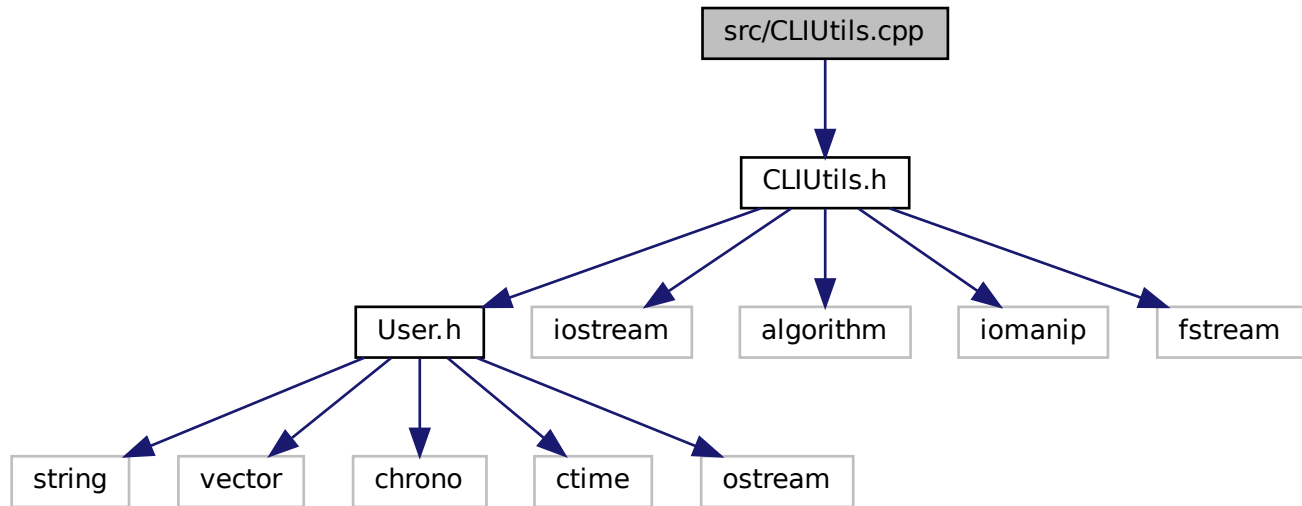 src/CLIUtils.cpp
CLIUtils.h
User.h
iostream
algorithm
iomanip
fstream
string
vector
chrono
ctime
ostream